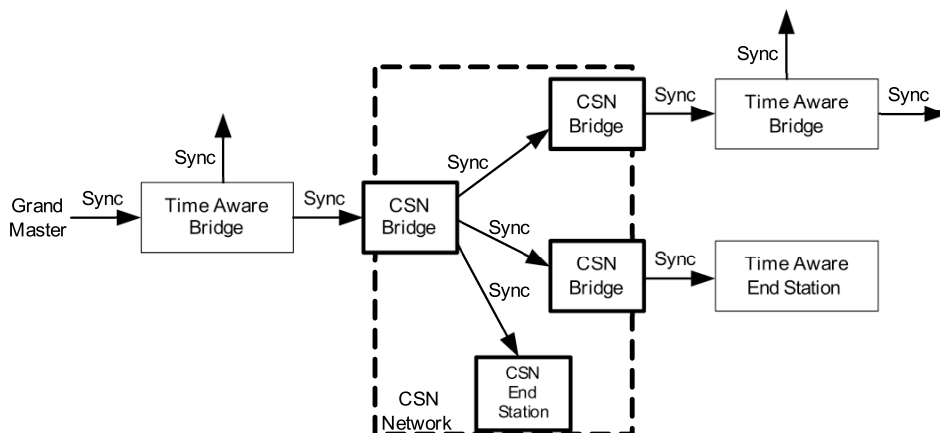 Sync
CSN
Bridge
Sync
Time Aware
Bridge
Sync
Sync
Sync
Grand
Master
Sync
Time Aware
Bridge
Sync
CSN
Bridge
Sync
CSN
Bridge
Sync
Time Aware
End Station
Sync
CSN
End
Station
CSN
Network